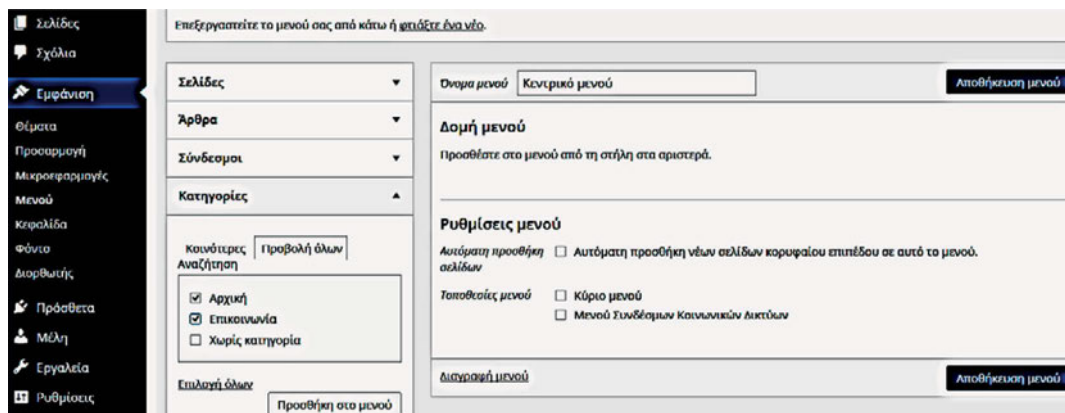 Σελίδες
Σχόλια
Εμφάνιση
Θέματα
Προσαρμογή
Μικροεφαρμογές
Μενού
Κεφαλίδα
Φόντο
Διορθωτής
Πρόσθετα
Μέλη
Εργαλεία
Ρυθμίσεις
Επεξεργαστείτε το μενού σας από κάτω ή φτιάξτε ένα νέο.
Σελίδες
Άρθρα
Σύνδεσμοι
Κατηγορίες
Κοινότερες Προβολή όλων
Αναζήτηση
Αρχική
Επικοινωνία
Χωρίς κατηγορία
Επιλογή όλων
Προσθήκη στο μενού
Όνομα μενού Κεντρικό μενού Αποθήκευση μενού
Δομή μενού
Προσθέστε στο μενού από τη στήλη στα αριστερά.
Ρυθμίσεις μενού
Αυτόματη προσθήκη σελίδων Αυτόματη προσθήκη νέων σελίδων κορυφαίου επιπέδου σε αυτό το μενού.
Τοποθεσίες μενού Κύριο μενού
Μενού Συνδέσμων Κοινωνικών Δικτύων
Διαγραφή μενού Αποθήκευση μενού